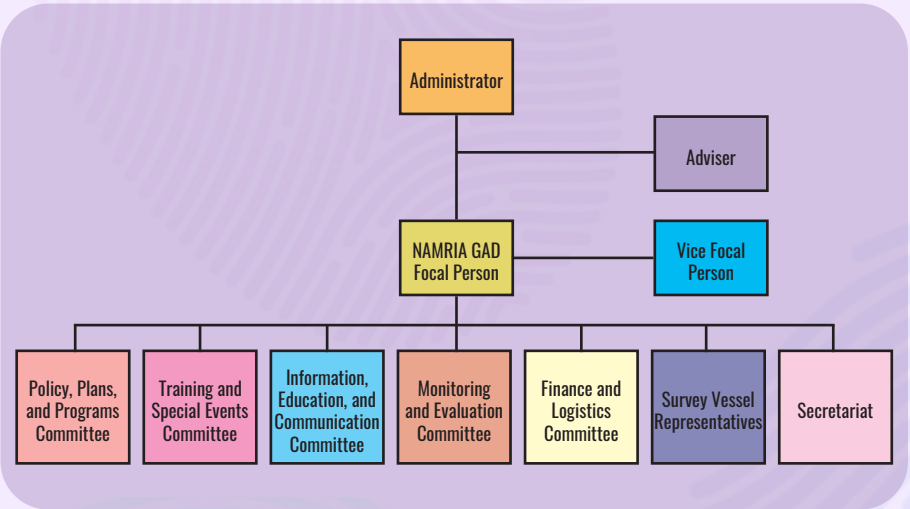 Administrator
Adviser
NAMRIA GAD
Focal Person
Vice Focal
Person
Policy, Plans,
and Programs
Committee
Training and
Special Events
Committee
Information,
Education, and
Communication
Committee
Monitoring
and Evaluation
Committee
Finance and
Logistics
Committee
Survey Vessel
Representatives
Secretariat